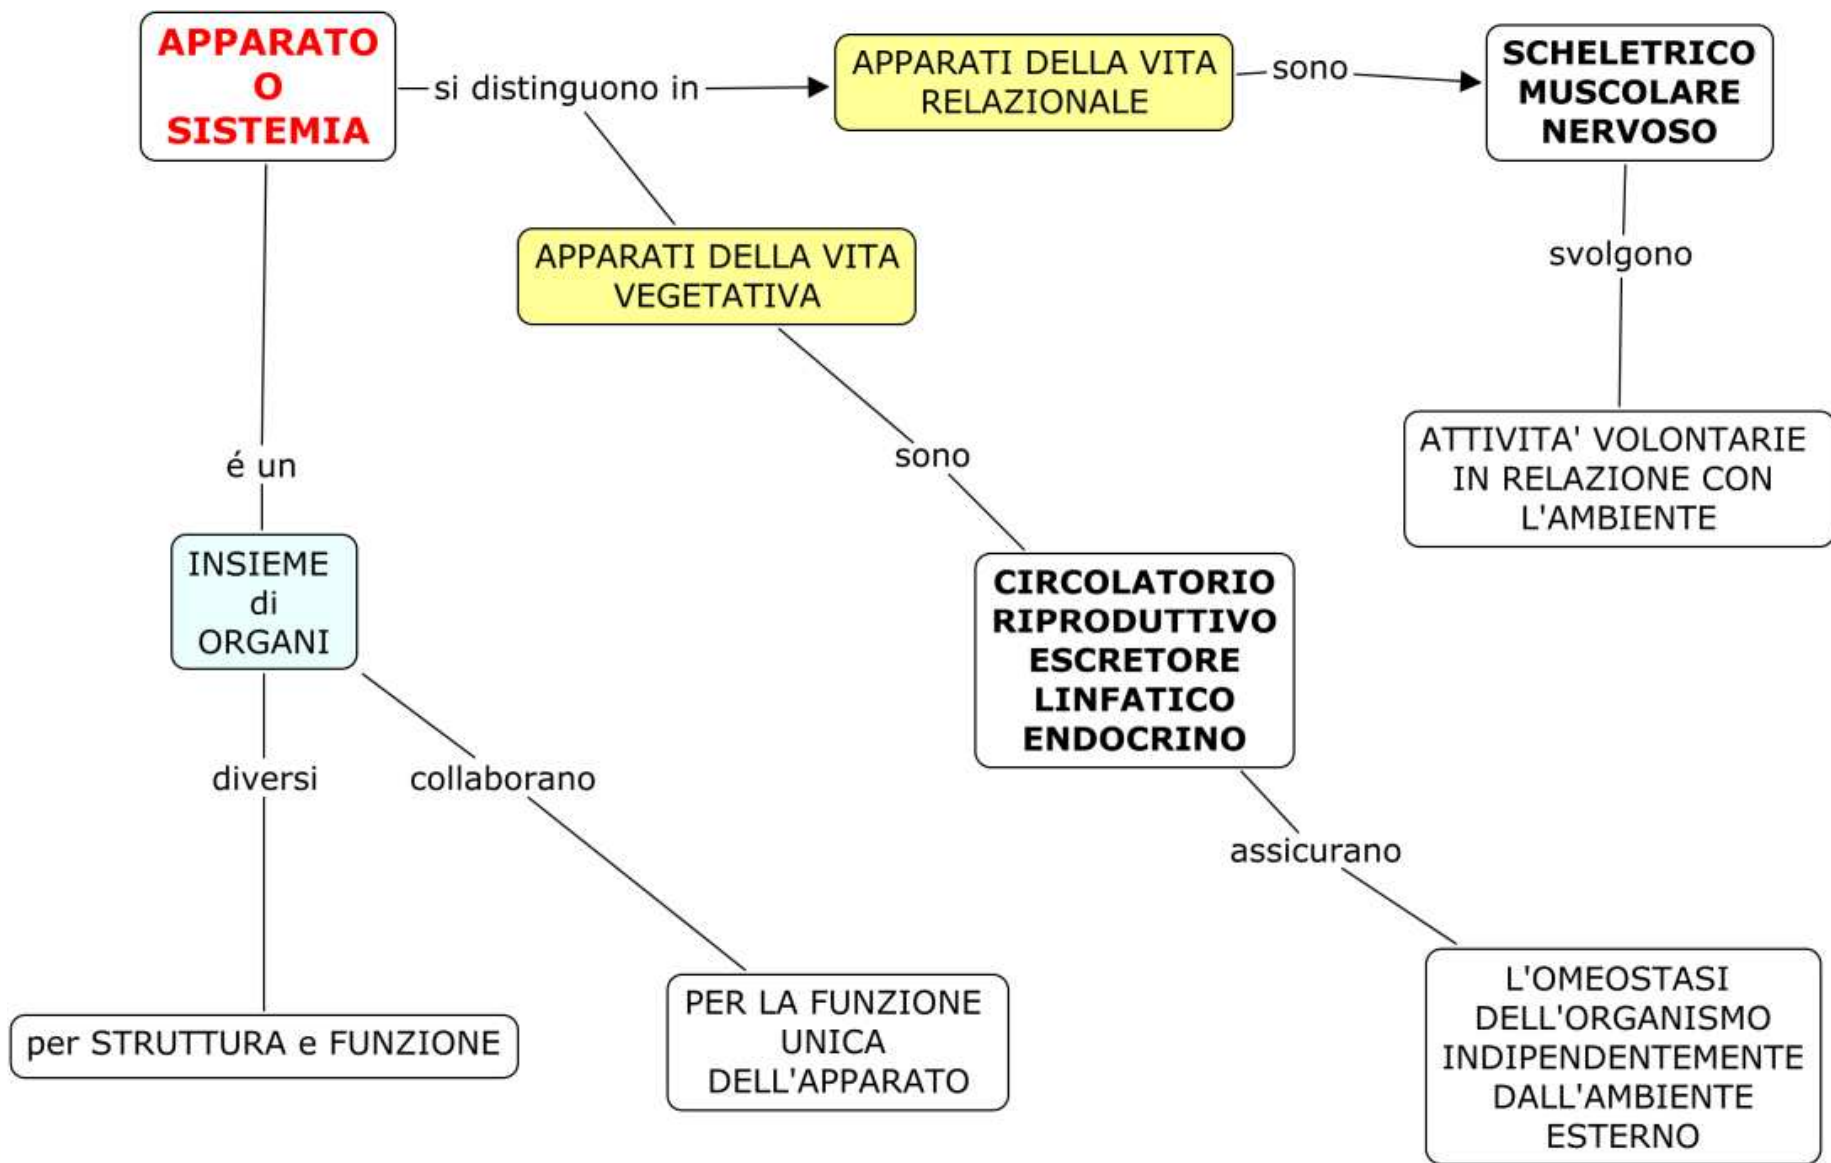 APPARATO
O
SISTEMIA
si distinguono in
APPARATI DELLA VITA
RELAZIONALE
sono
SCHELETRICO
MUSCOLARE
NERVOSO
svolgono
ATTIVITA' VOLONTARIE
IN RELAZIONE CON
L'AMBIENTE
APPARATI DELLA VITA
VEGETATIVA
sono
CIRCOLATORIO
RIPRODUTTIVO
ESCRETORE
LINFATICO
ENDOCRINO
assicurano
L'OMEOSTASI
DELL'ORGANISMO
INDIPENDENTEMENTE
DALL'AMBIENTE
ESTERNO
é un
INSIEME
di
ORGANI
diversi
per STRUTTURA e FUNZIONE
collaborano
PER LA FUNZIONE
UNICA
DELL'APPARATO